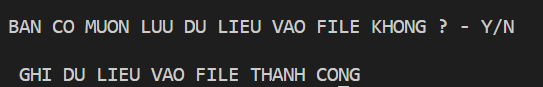 BAN CO MUON LUU DU LIEU VAO FILE KHONG ? - Y/N
GHI DU LIEU VAO FILE THANH CONG